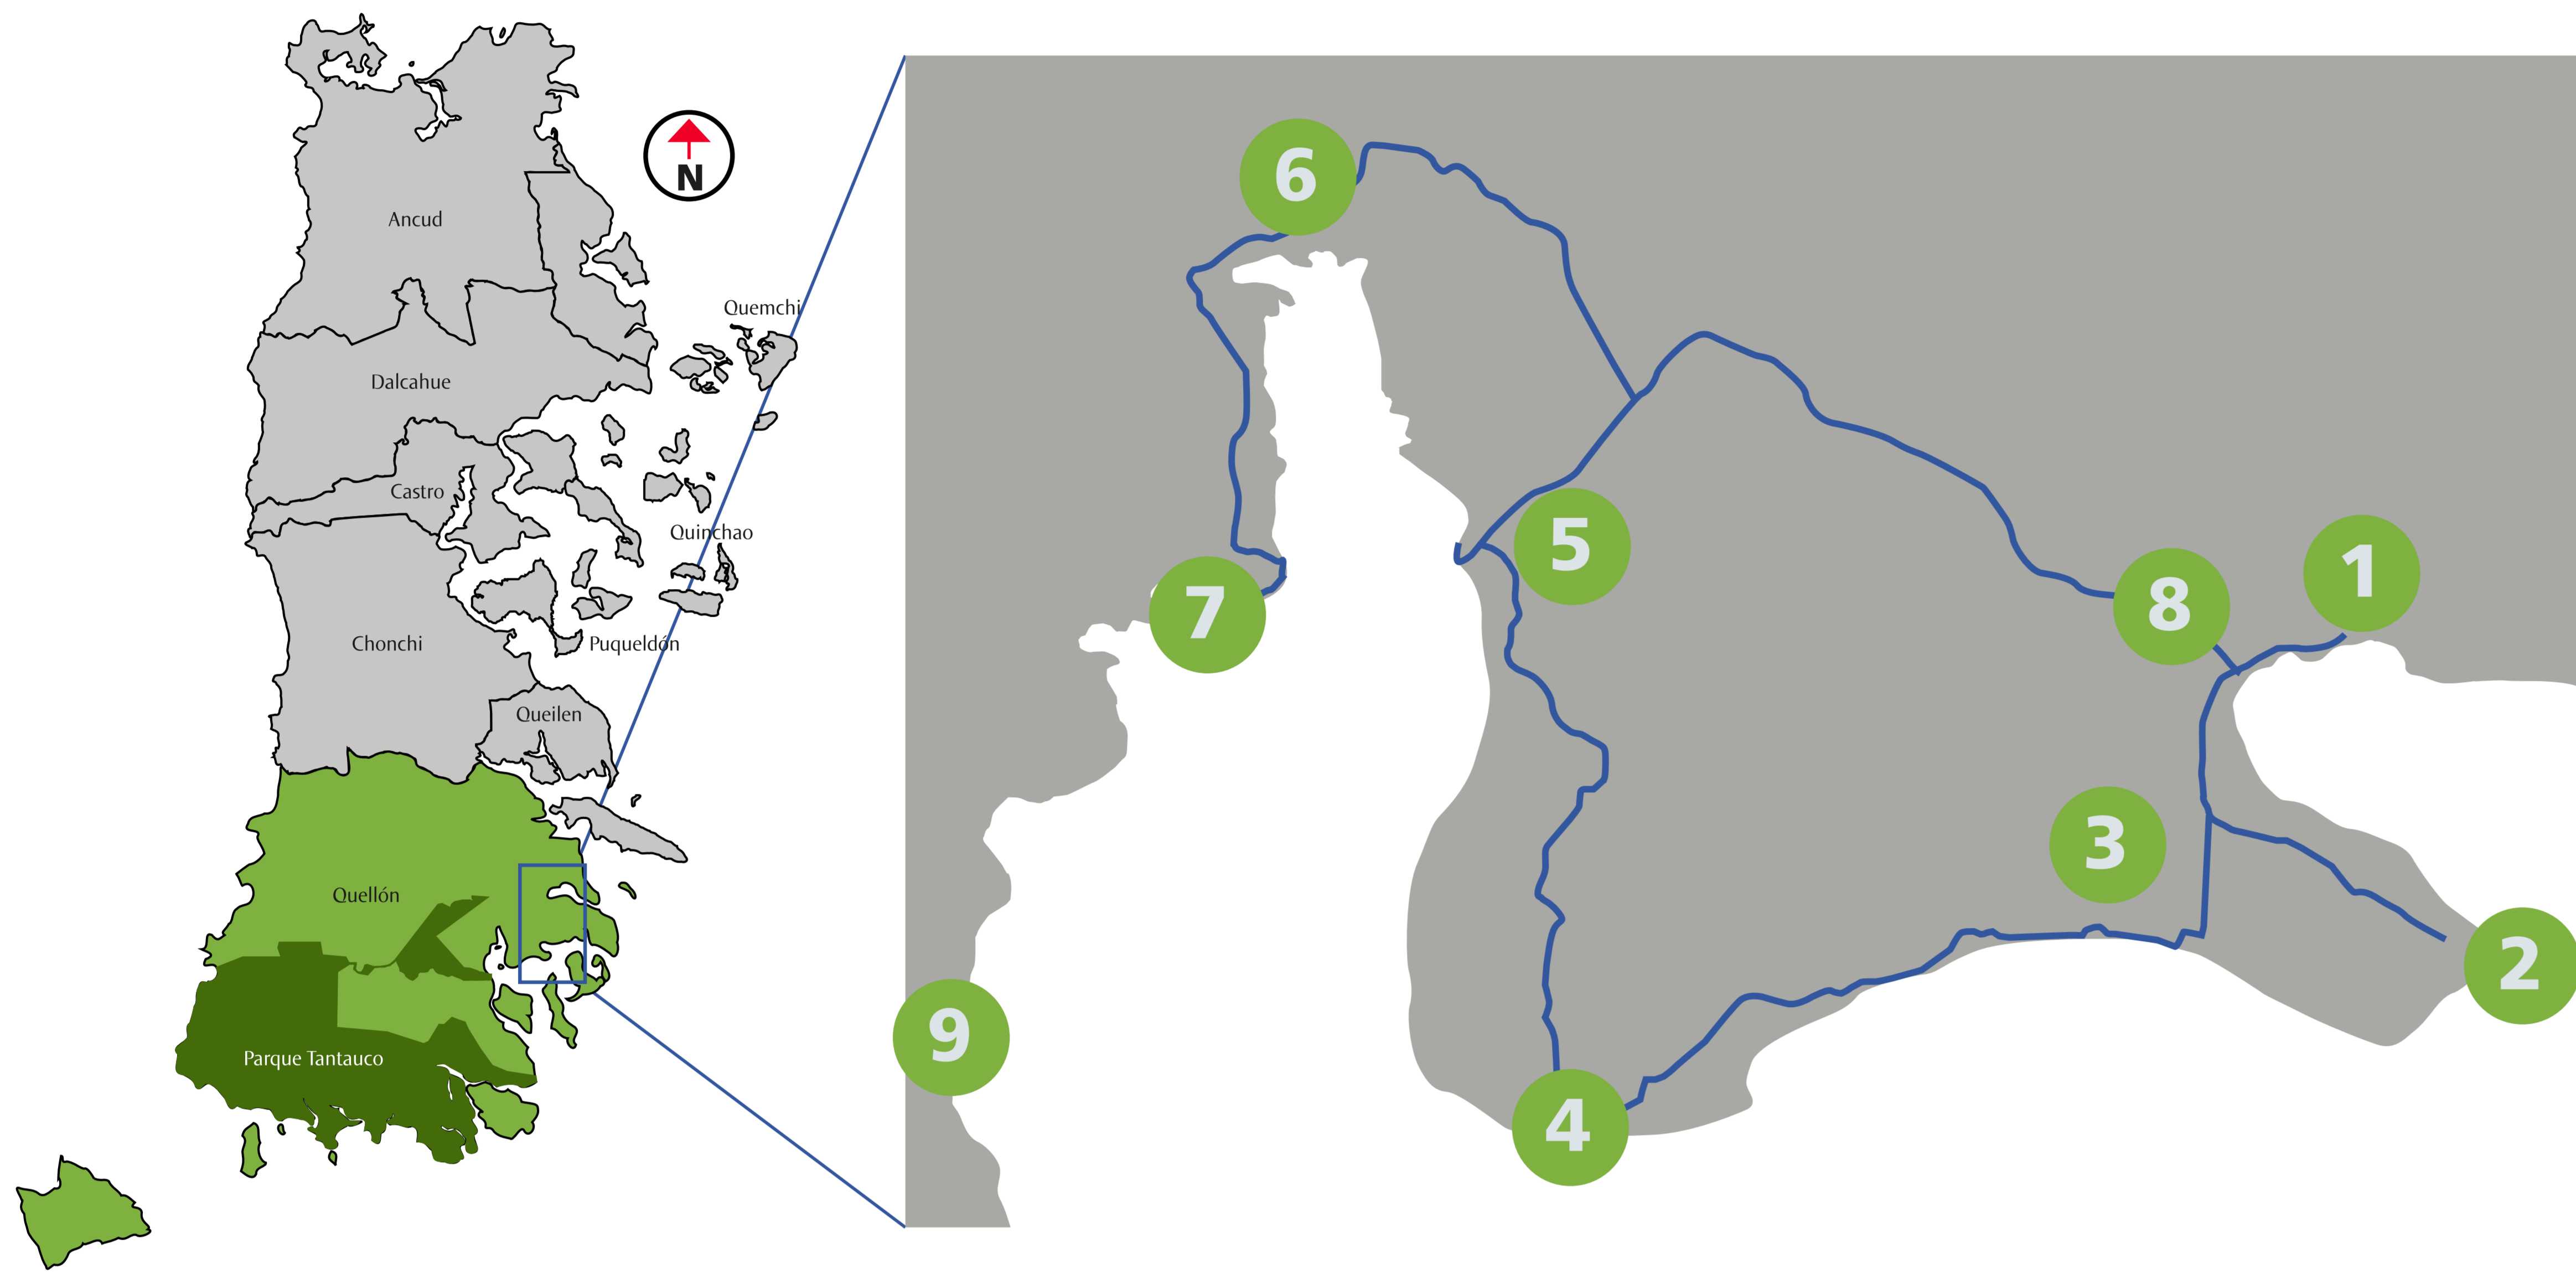 N
Ancud
Quemchi
Dalcahue
Castro
Quinchao
Chonchi
Puqueldón
Queilen
Quellón
Parque Tantauco
6
5
1
8
7
3
2
9
4